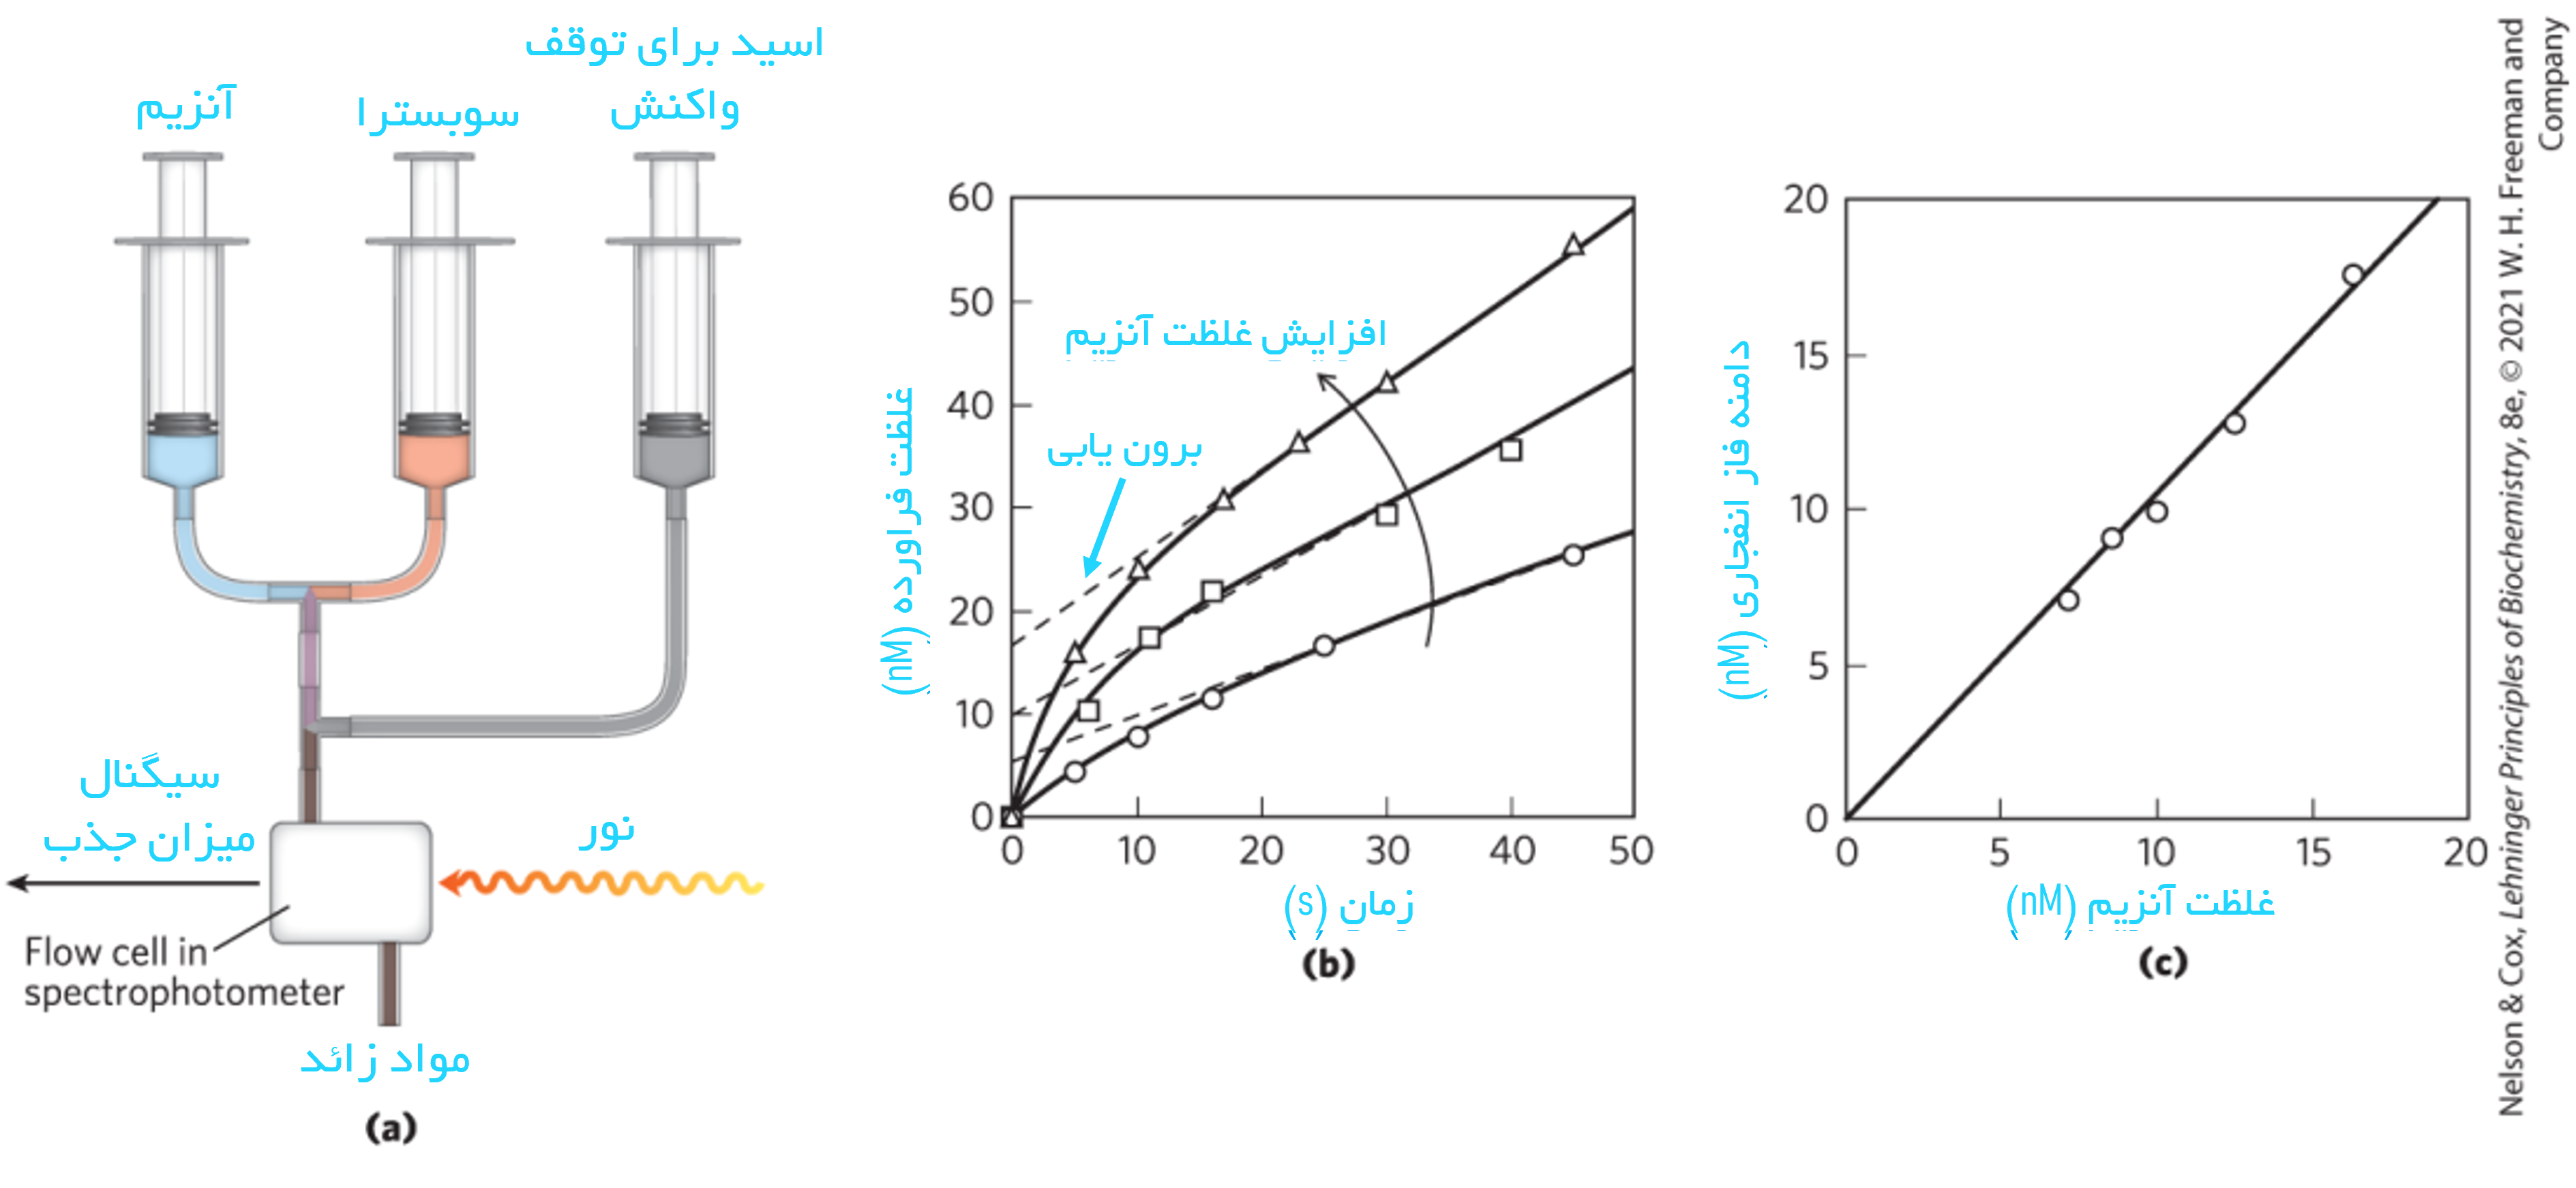 آنزیم
سوبسترا
اسید برای توقف
واکنش
سیگنال
میزان جذب
نور
Flow cell in
spectrophotometer
مواد زائد
(a)
غلظت فراورده (nM)
60
50
40
30
20
10
0
افزایش غلظت آنزیم
برون یابی
0 10 20 30 40 50
زمان (s)
(b)
دامنه فاز انفجاری (nM)
20
15
10
5
0
0 5 10 15 20
غلظت آنزیم (nM)
(c)
Nelson & Cox, Lehninger Principles of Biochemistry, 8e, © 2021 W. H. Freeman and
Company